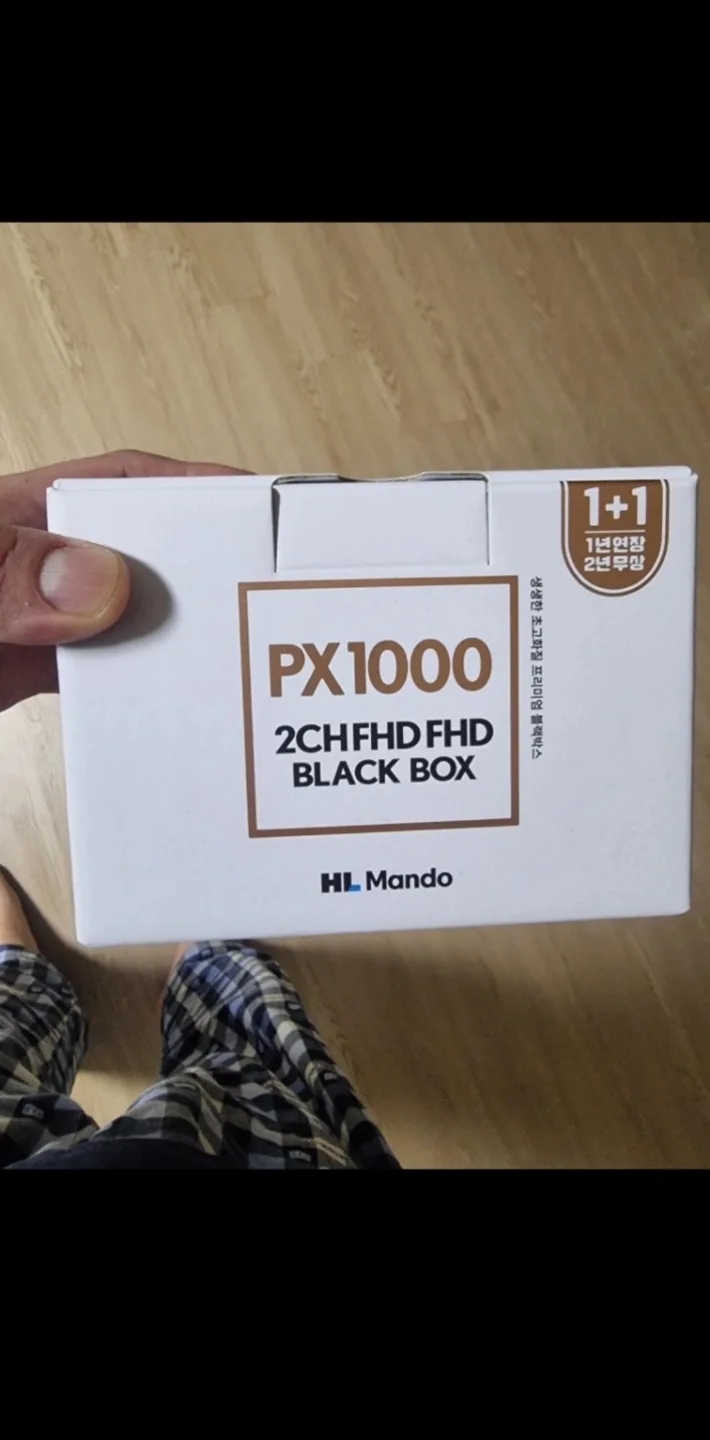 1+1
1년연장
2년무상
PX1000
2CH FHD FHD
BLACK BOX
생생한 초고화질 프리미엄 블랙박스
HL Mando